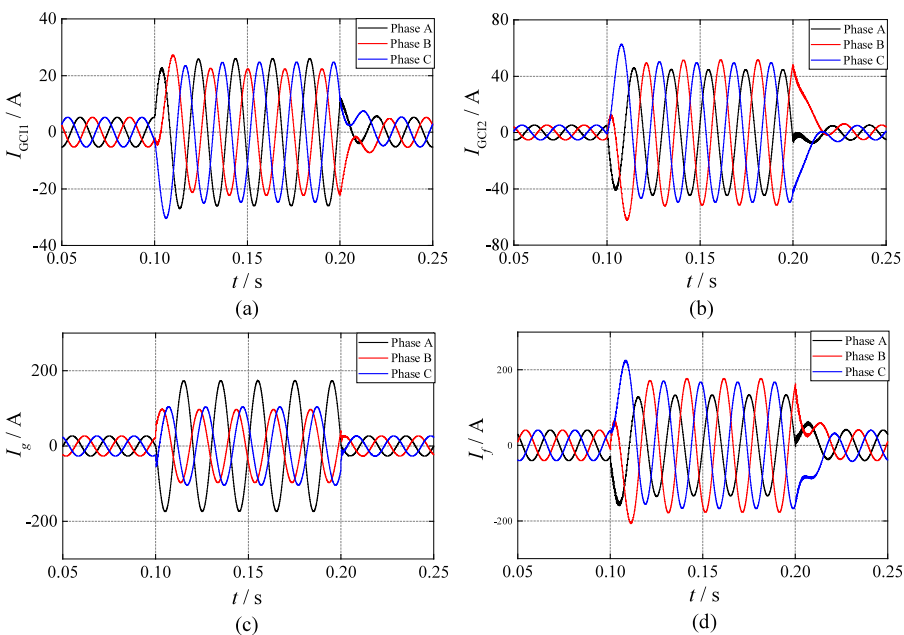 (a)
40
20
0
-20
-40
I_GCI1 / A
Phase A
Phase B
Phase C
0.05 0.10 0.15 0.20 0.25
t / s
(a)
(b)
80
40
0
-40
-80
I_GCI2 / A
Phase A
Phase B
Phase C
0.05 0.10 0.15 0.20 0.25
t / s
(b)
(c)
200
0
-200
I_g / A
Phase A
Phase B
Phase C
0.05 0.10 0.15 0.20 0.25
t / s
(c)
(d)
200
0
-200
I_f / A
Phase A
Phase B
Phase C
0.05 0.10 0.15 0.20 0.25
t / s
(d)